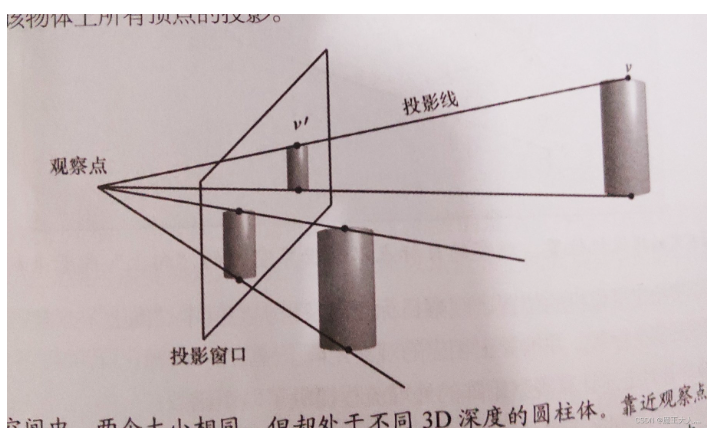 该物体上所有顶点的投影。
v
投影线
v'
观察点
投影窗口
空间中，两个大小相同，但却处于不同 3D 深度的圆柱体。靠近观察点